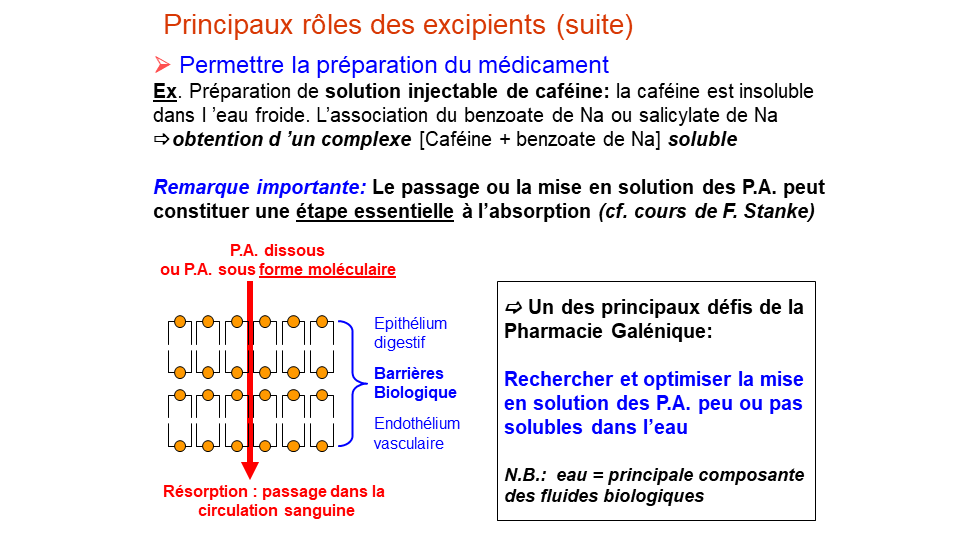 Principaux rôles des excipients (suite)
➢ Permettre la préparation du médicament
Ex. Préparation de solution injectable de caféine: la caféine est insoluble
dans l ’eau froide. L’association du benzoate de Na ou salicylate de Na
⇨ obtention d ’un complexe [Caféine + benzoate de Na] soluble
Remarque importante: Le passage ou la mise en solution des P.A. peut
constituer une étape essentielle à l’absorption (cf. cours de F. Stanke)
P.A. dissous
ou P.A. sous forme moléculaire
Epithélium
digestif
Barrières
Biologique
Endothélium
vasculaire
Résorption : passage dans la
circulation sanguine
⇨ Un des principaux défis de la
Pharmacie Galénique:
Rechercher et optimiser la mise
en solution des P.A. peu ou pas
solubles dans l’eau
N.B.: eau = principale composante
des fluides biologiques